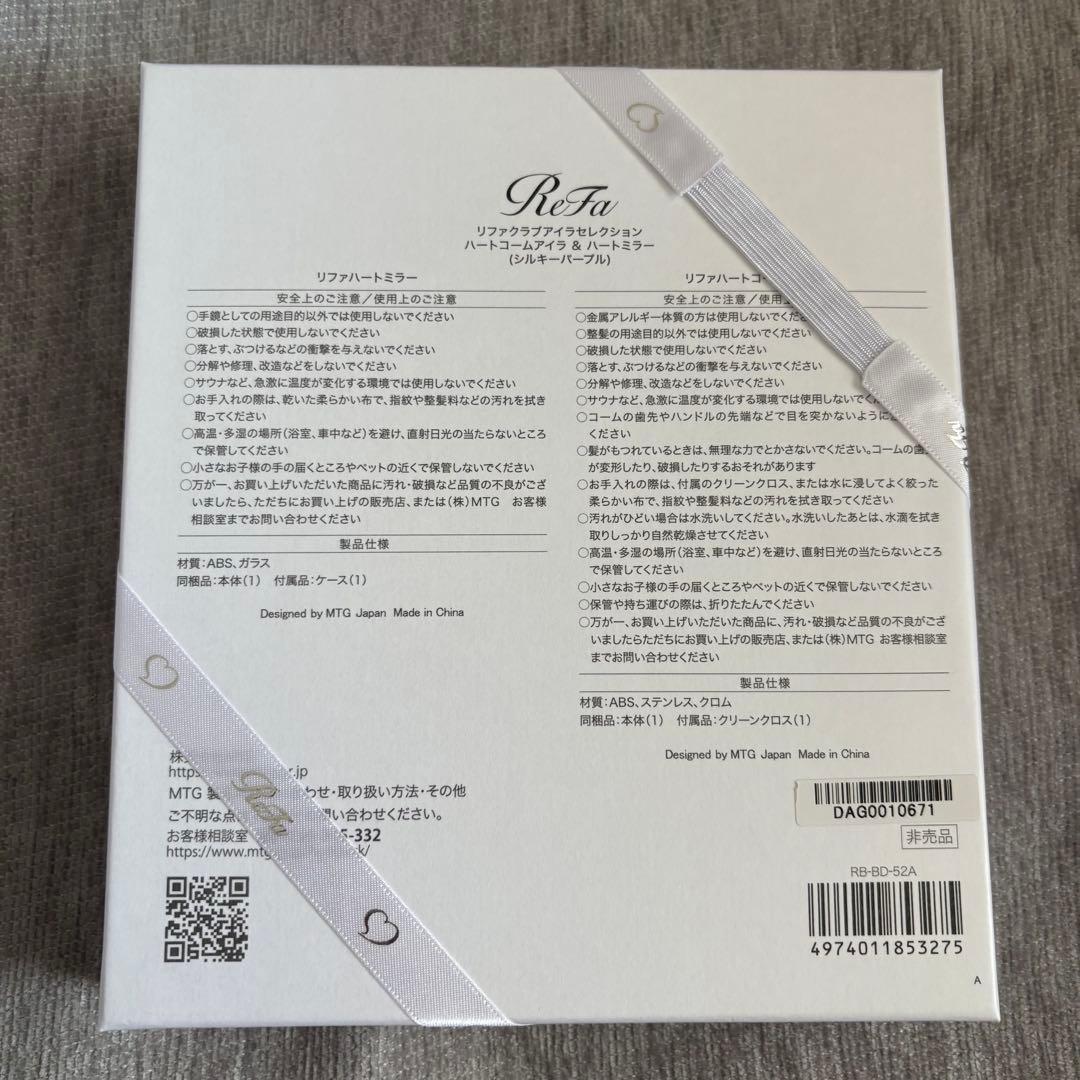 ReFa
リファクラブアイラセレクション
ハートコームアイラ & ハートミラー
(シルキーパープル)
リファハートミラー
安全上のご注意/使用上のご注意
○手鏡としての用途目的以外では使用しないでください
○破損した状態で使用しないでください
○落とす、ぶつけるなどの衝撃を与えないでください
○分解や修理、改造などをしないでください
○サウナなど、急激に温度が変化する環境では使用しないでください
○お手入れの際は、乾いた柔らかい布で、指紋や整髪料などの汚れを拭き
取ってください
○高温・多湿の場所(浴室、車中など)を避け、直射日光の当たらないところ
で保管してください
○小さなお子様の手の届くところやペットの近くで保管しないでください
○万が一、お買い上げいただいた商品に汚れ・破損など品質の不良がござ
いましたら、ただちにお買い上げの販売店、または(株)MTG お客様
相談室までお問い合わせください
製品仕様
材質:ABS、ガラス
同梱品:本体(1) 付属品:ケース(1)
Designed by MTG Japan Made in China
リファハートコー
安全上のご注意/使用上
○金属アレルギー体質の方は使用しないでくだ
○整髪の用途目的以外では使用しないでください
○破損した状態で使用しないでください
○落とす、ぶつけるなどの衝撃を与えないでください
○分解や修理、改造などをしないでください
○サウナなど、急激に温度が変化する環境では使用しないでく
○コームの歯先やハンドルの先端などで目を突かないように
ください
○髪がもつれているときは、無理な力でとかさないでください。コームの歯
が変形したり、破損したりするおそれがあります
○お手入れの際は、付属のクリーンクロス、または水に浸してよく絞った
柔らかい布で、指紋や整髪料などの汚れを拭き取ってください
○汚れがひどい場合は水洗いしてください。水洗いしたあとは、水滴を拭き
取りしっかり自然乾燥させてください
○高温・多湿の場所(浴室、車中など)を避け、直射日光の当たらないところ
で保管してください
○小さなお子様の手の届くところやペットの近くで保管しないでください
○保管や持ち運びの際は、折りたたんでください
○万が一、お買い上げいただいた商品に、汚れ・破損など品質の不良がござ
いましたらただちにお買い上げの販売店、または(株)MTG お客様相談室
までお問い合わせください
製品仕様
材質:ABS、ステンレス、クロム
同梱品:本体(1) 付属品:クリーンクロス(1)
Designed by MTG Japan Made in China
株
https r.jp
MTG 製 わせ・取り扱い方法・その他
ご不明な点 問い合わせください。
お客様相談室 5-332
https://www.mtg k/
ReFa
DAG0010671
非売品
RB-BD-52A
4974011853275
A